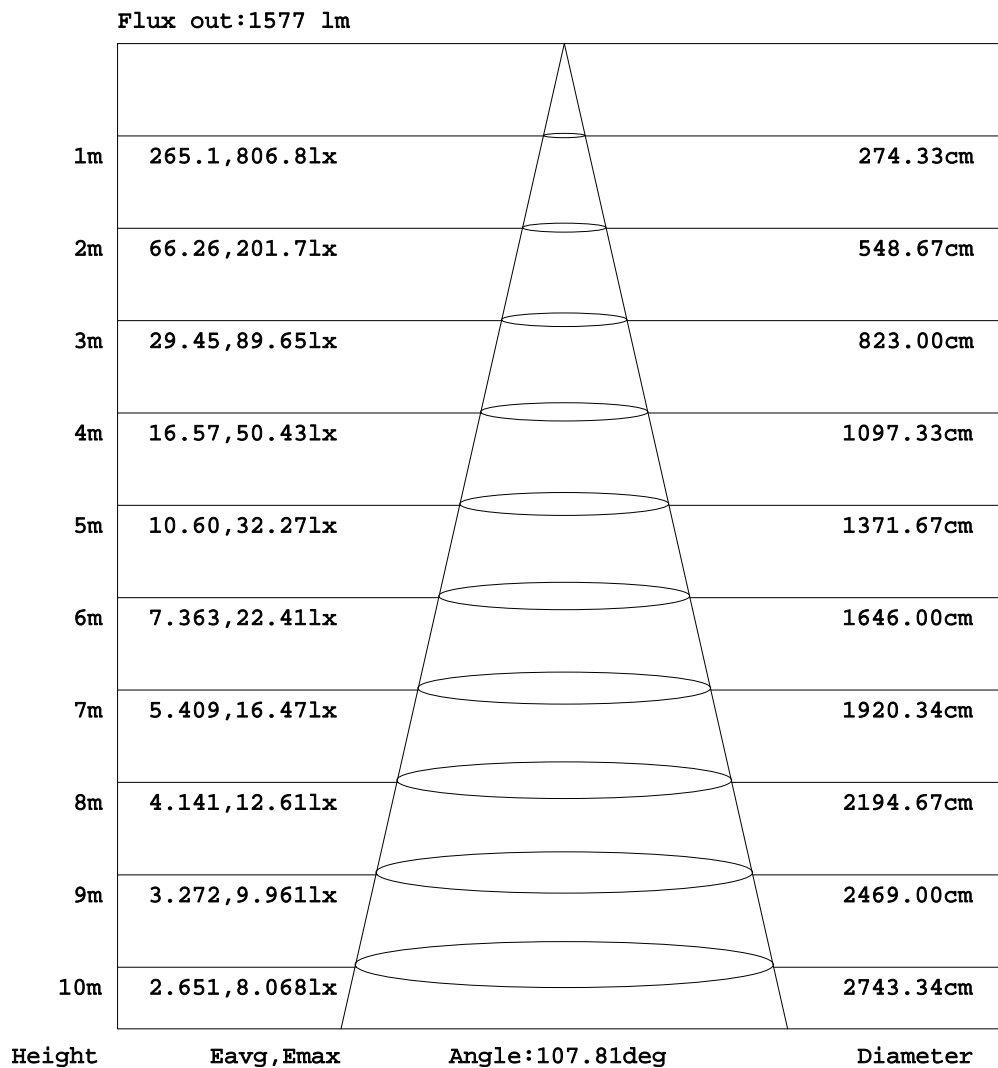 Flux out:1577 lm
1m 265.1,806.8lx 274.33cm
2m 66.26,201.7lx 548.67cm
3m 29.45,89.65lx 823.00cm
4m 16.57,50.43lx 1097.33cm
5m 10.60,32.27lx 1371.67cm
6m 7.363,22.41lx 1646.00cm
7m 5.409,16.47lx 1920.34cm
8m 4.141,12.61lx 2194.67cm
9m 3.272,9.961lx 2469.00cm
10m 2.651,8.068lx 2743.34cm
Height Eavg,Emax Angle:107.81deg Diameter